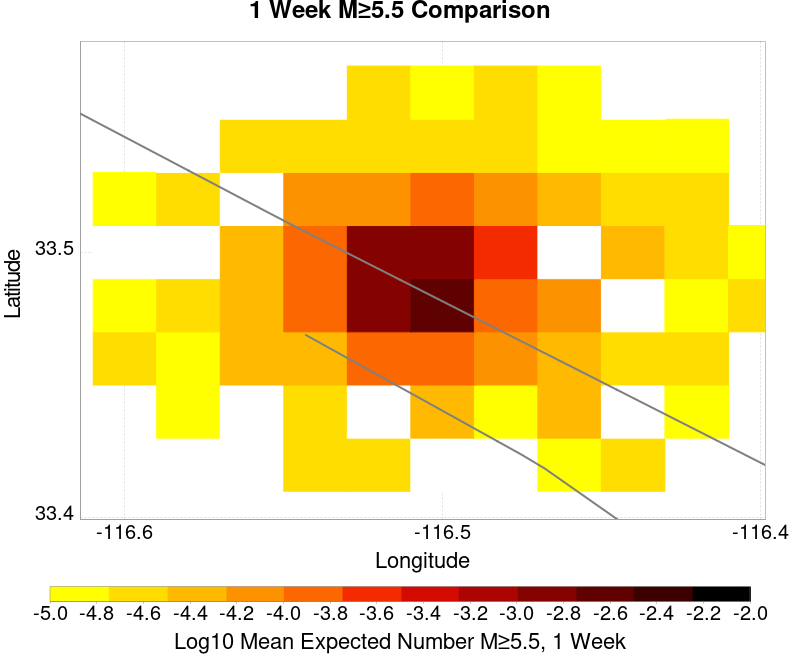 1 Week M≥5.5 Comparison
Latitude
33.5
33.4
-116.6 -116.5 -116.4
Longitude
-5.0 -4.8 -4.6 -4.4 -4.2 -4.0 -3.8 -3.6 -3.4 -3.2 -3.0 -2.8 -2.6 -2.4 -2.2 -2.0
Log10 Mean Expected Number M≥5.5, 1 Week